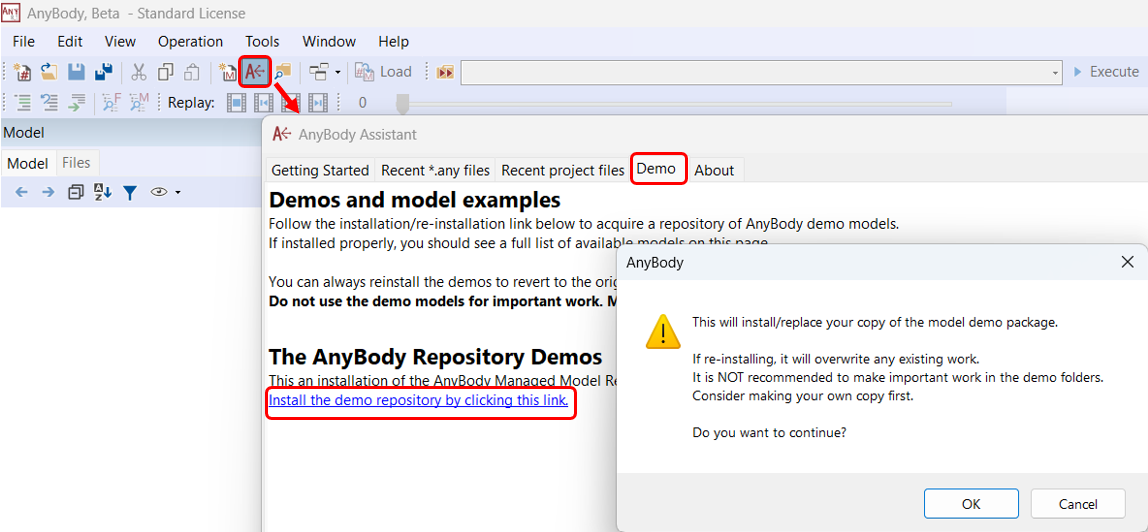 AnyBody, Beta - Standard License
File Edit View Operation Tools Window Help
Load Execute
Replay: 0
Model
AnyBody Assistant
Model Files
Getting Started Recent *.any files Recent project files Demo About
Demos and model examples
Follow the installation/re-installation link below to acquire a repository of AnyBody demo models.
If installed properly, you should see a full list of available models on this page
You can always reinstall the demos to revert to the orig
Do not use the demo models for important work. M
The AnyBody Repository Demos
This an installation of the AnyBody Managed Model Re
Install the demo repository by clicking this link.
AnyBody
This will install/replace your copy of the model demo package.
If re-installing, it will overwrite any existing work.
It is NOT recommended to make important work in the demo folders.
Consider making your own copy first.
Do you want to continue?
OK Cancel